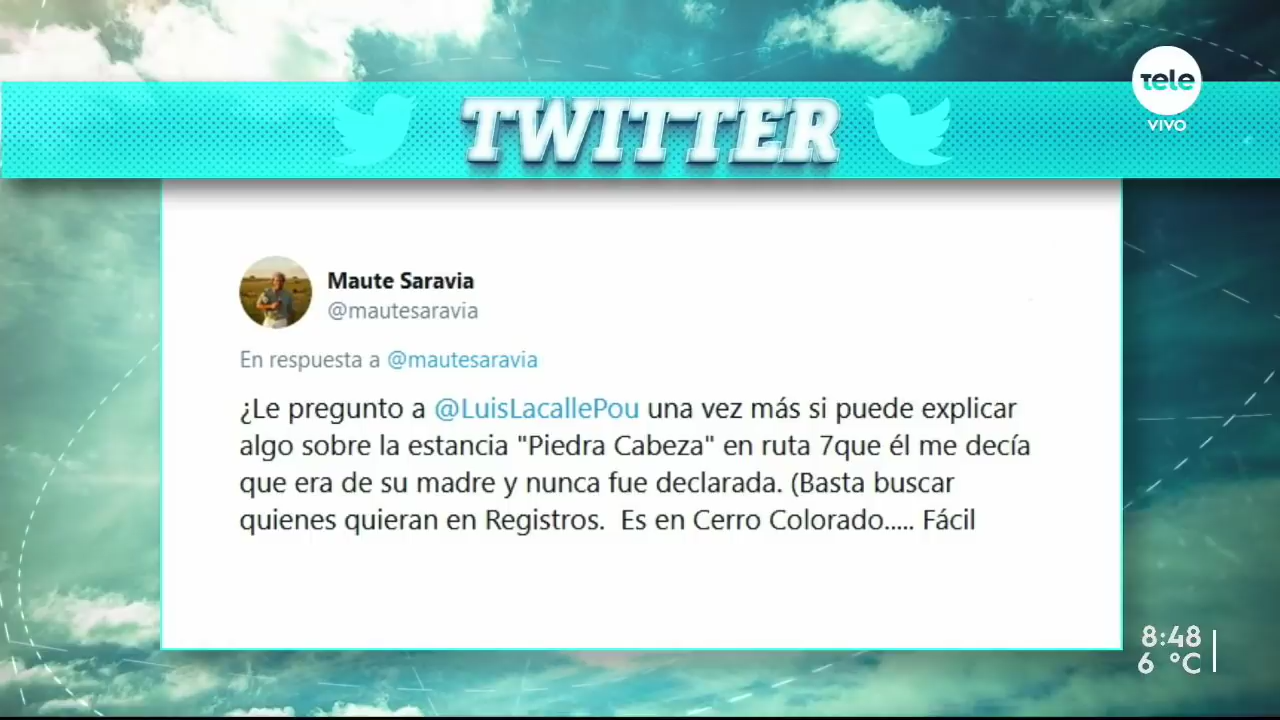 TWITTER
tele
VIVO
Maute Saravia
@mautesaravia
En respuesta a @mautesaravia
¿Le pregunto a @LuisLacallePou una vez más si puede explicar
algo sobre la estancia "Piedra Cabeza" en ruta 7que él me decía
que era de su madre y nunca fue declarada. (Basta buscar
quienes quieran en Registros.  Es en Cerro Colorado..... Fácil
8:48
6 °C